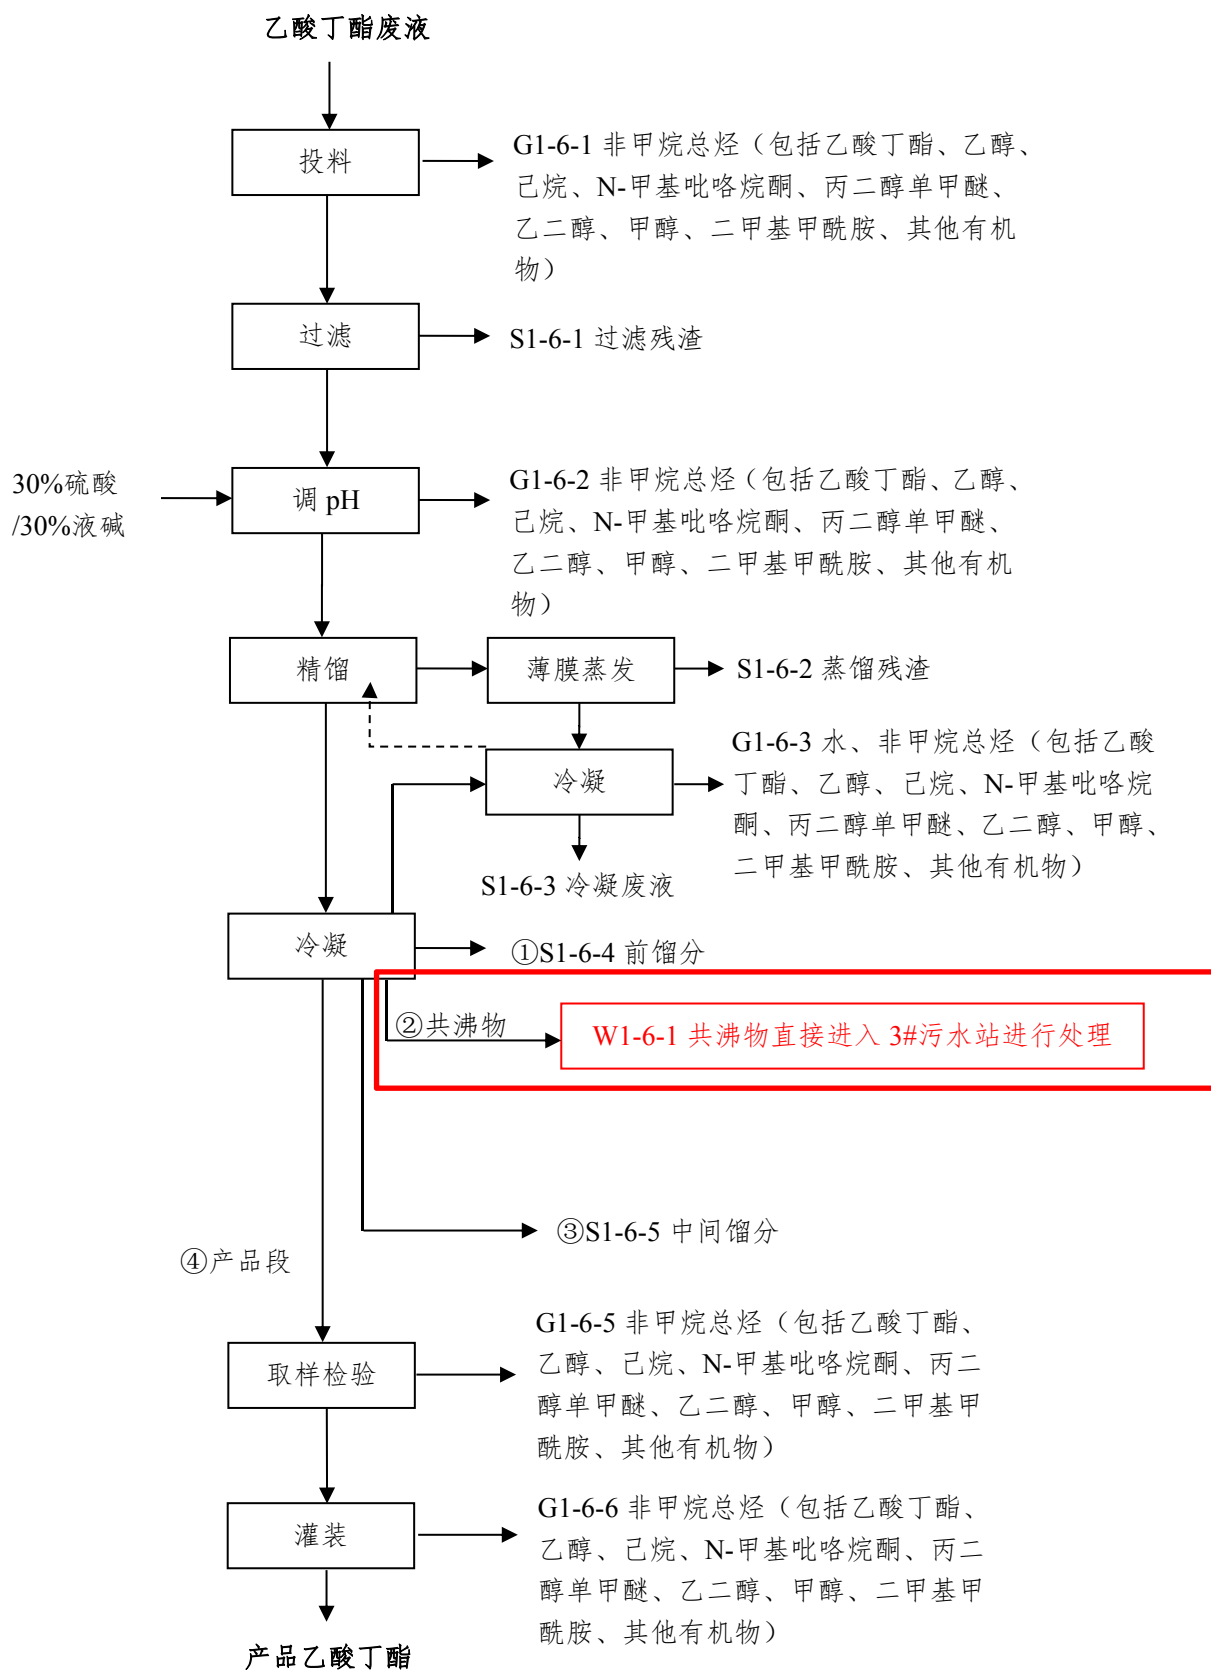 乙酸丁酯废液
投料
G1-6-1 非甲烷总烃（包括乙酸丁酯、乙醇、
己烷、N-甲基吡咯烷酮、丙二醇单甲醚、
乙二醇、甲醇、二甲基甲酰胺、其他有机
物）
过滤
S1-6-1 过滤残渣
30%硫酸
/30%液碱
调 pH
G1-6-2 非甲烷总烃（包括乙酸丁酯、乙醇、
己烷、N-甲基吡咯烷酮、丙二醇单甲醚、
乙二醇、甲醇、二甲基甲酰胺、其他有机
物）
精馏
薄膜蒸发
S1-6-2 蒸馏残渣
冷凝
G1-6-3 水、非甲烷总烃（包括乙酸
丁酯、乙醇、己烷、N-甲基吡咯烷
酮、丙二醇单甲醚、乙二醇、甲醇、
二甲基甲酰胺、其他有机物）
S1-6-3 冷凝废液
冷凝
①S1-6-4 前馏分
②共沸物
W1-6-1 共沸物直接进入 3#污水站进行处理
③S1-6-5 中间馏分
④产品段
取样检验
G1-6-5 非甲烷总烃（包括乙酸丁酯、
乙醇、己烷、N-甲基吡咯烷酮、丙二
醇单甲醚、乙二醇、甲醇、二甲基甲
酰胺、其他有机物）
灌装
G1-6-6 非甲烷总烃（包括乙酸丁酯、
乙醇、己烷、N-甲基吡咯烷酮、丙二
醇单甲醚、乙二醇、甲醇、二甲基甲
酰胺、其他有机物）
产品乙酸丁酯